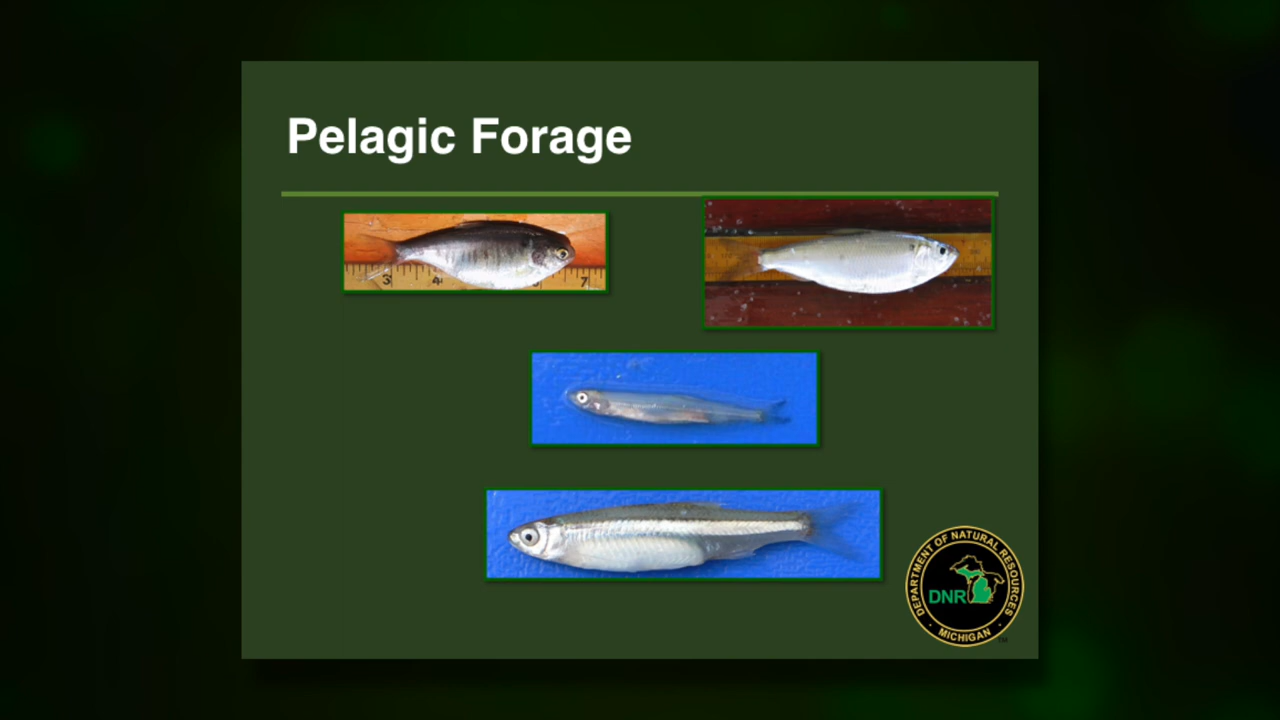 Pelagic Forage
3 4 7
DEPARTMENT OF NATURAL RESOURCES
DNR
MICHIGAN